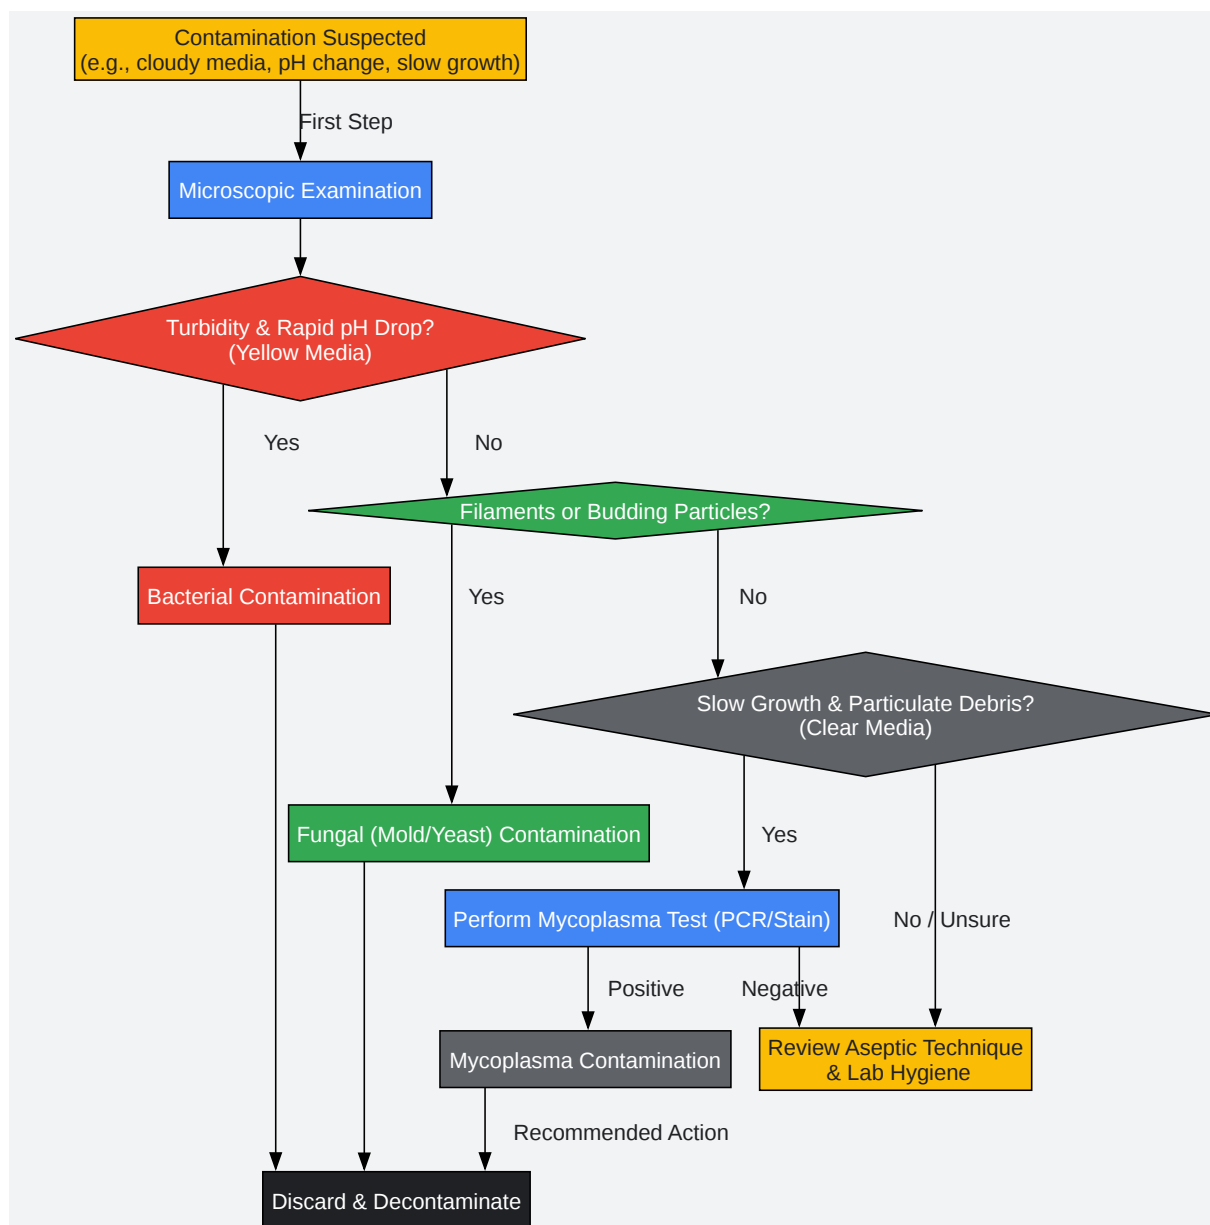 Contamination Suspected
(e.g., cloudy media, pH change, slow growth)
First Step
Microscopic Examination
Turbidity & Rapid pH Drop?
(Yellow Media)
Yes
No
Filaments or Budding Particles?
Bacterial Contamination
Yes
No
Slow Growth & Particulate Debris?
(Clear Media)
Fungal (Mold/Yeast) Contamination
Yes
Perform Mycoplasma Test (PCR/Stain)
No / Unsure
Positive
Negative
Mycoplasma Contamination
Review Aseptic Technique
& Lab Hygiene
Recommended Action
Discard & Decontaminate